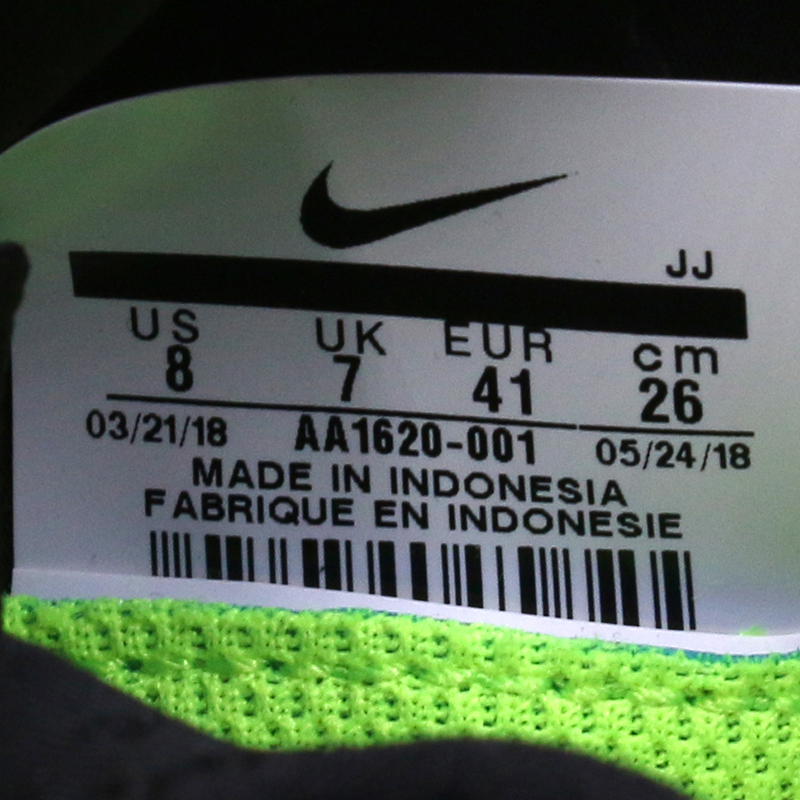 JJ
US UK EUR cm
8 7 41 26
03/21/18 AA1620-001 05/24/18
MADE IN INDONESIA
FABRIQUE EN INDONESIE